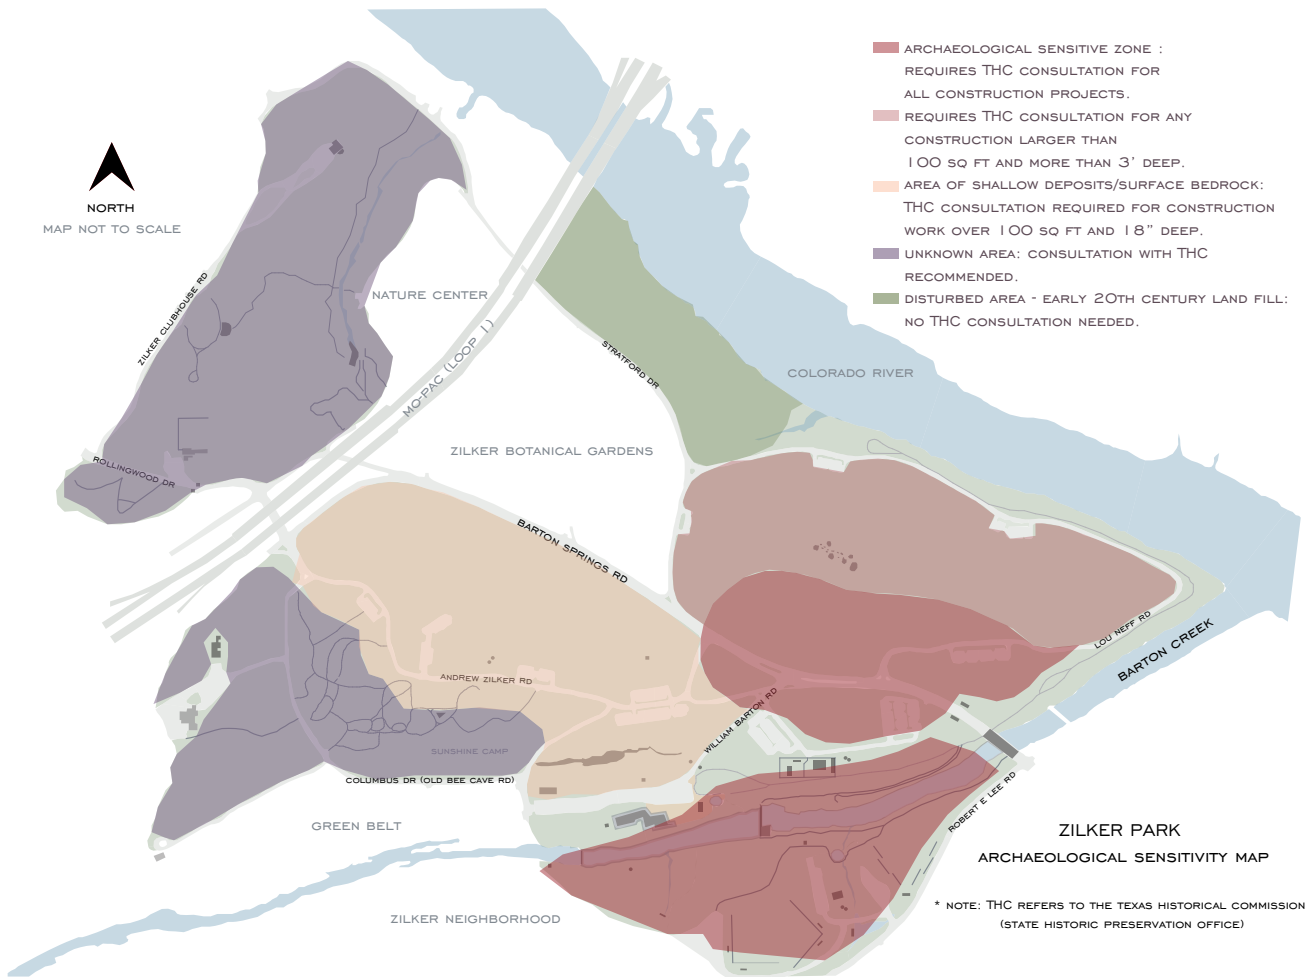 ARCHAEOLOGICAL SENSITIVE ZONE :
REQUIRES THC CONSULTATION FOR
ALL CONSTRUCTION PROJECTS.
REQUIRES THC CONSULTATION FOR ANY
CONSTRUCTION LARGER THAN
100 SQ FT AND MORE THAN 3' DEEP.
AREA OF SHALLOW DEPOSITS/SURFACE BEDROCK:
THC CONSULTATION REQUIRED FOR CONSTRUCTION
WORK OVER 100 SQ FT AND 18" DEEP.
UNKNOWN AREA: CONSULTATION WITH THC
RECOMMENDED.
DISTURBED AREA - EARLY 20TH CENTURY LAND FILL:
NO THC CONSULTATION NEEDED.
NORTH
MAP NOT TO SCALE
ZILKER CLUBHOUSE RD
NATURE CENTER
MO-PAC (LOOP 1)
STRATFORD DR
COLORADO RIVER
ZILKER BOTANICAL GARDENS
ROLLINGWOOD DR
BARTON SPRINGS RD
LOU NEFF RD
BARTON CREEK
ANDREW ZILKER RD
WILLIAM BARTON RD
SUNSHINE CAMP
COLUMBUS DR (OLD BEE CAVE RD)
ROBERT E LEE RD
GREEN BELT
ZILKER NEIGHBORHOOD
ZILKER PARK
ARCHAEOLOGICAL SENSITIVITY MAP
* NOTE: THC REFERS TO THE TEXAS HISTORICAL COMMISSION
(STATE HISTORIC PRESERVATION OFFICE)